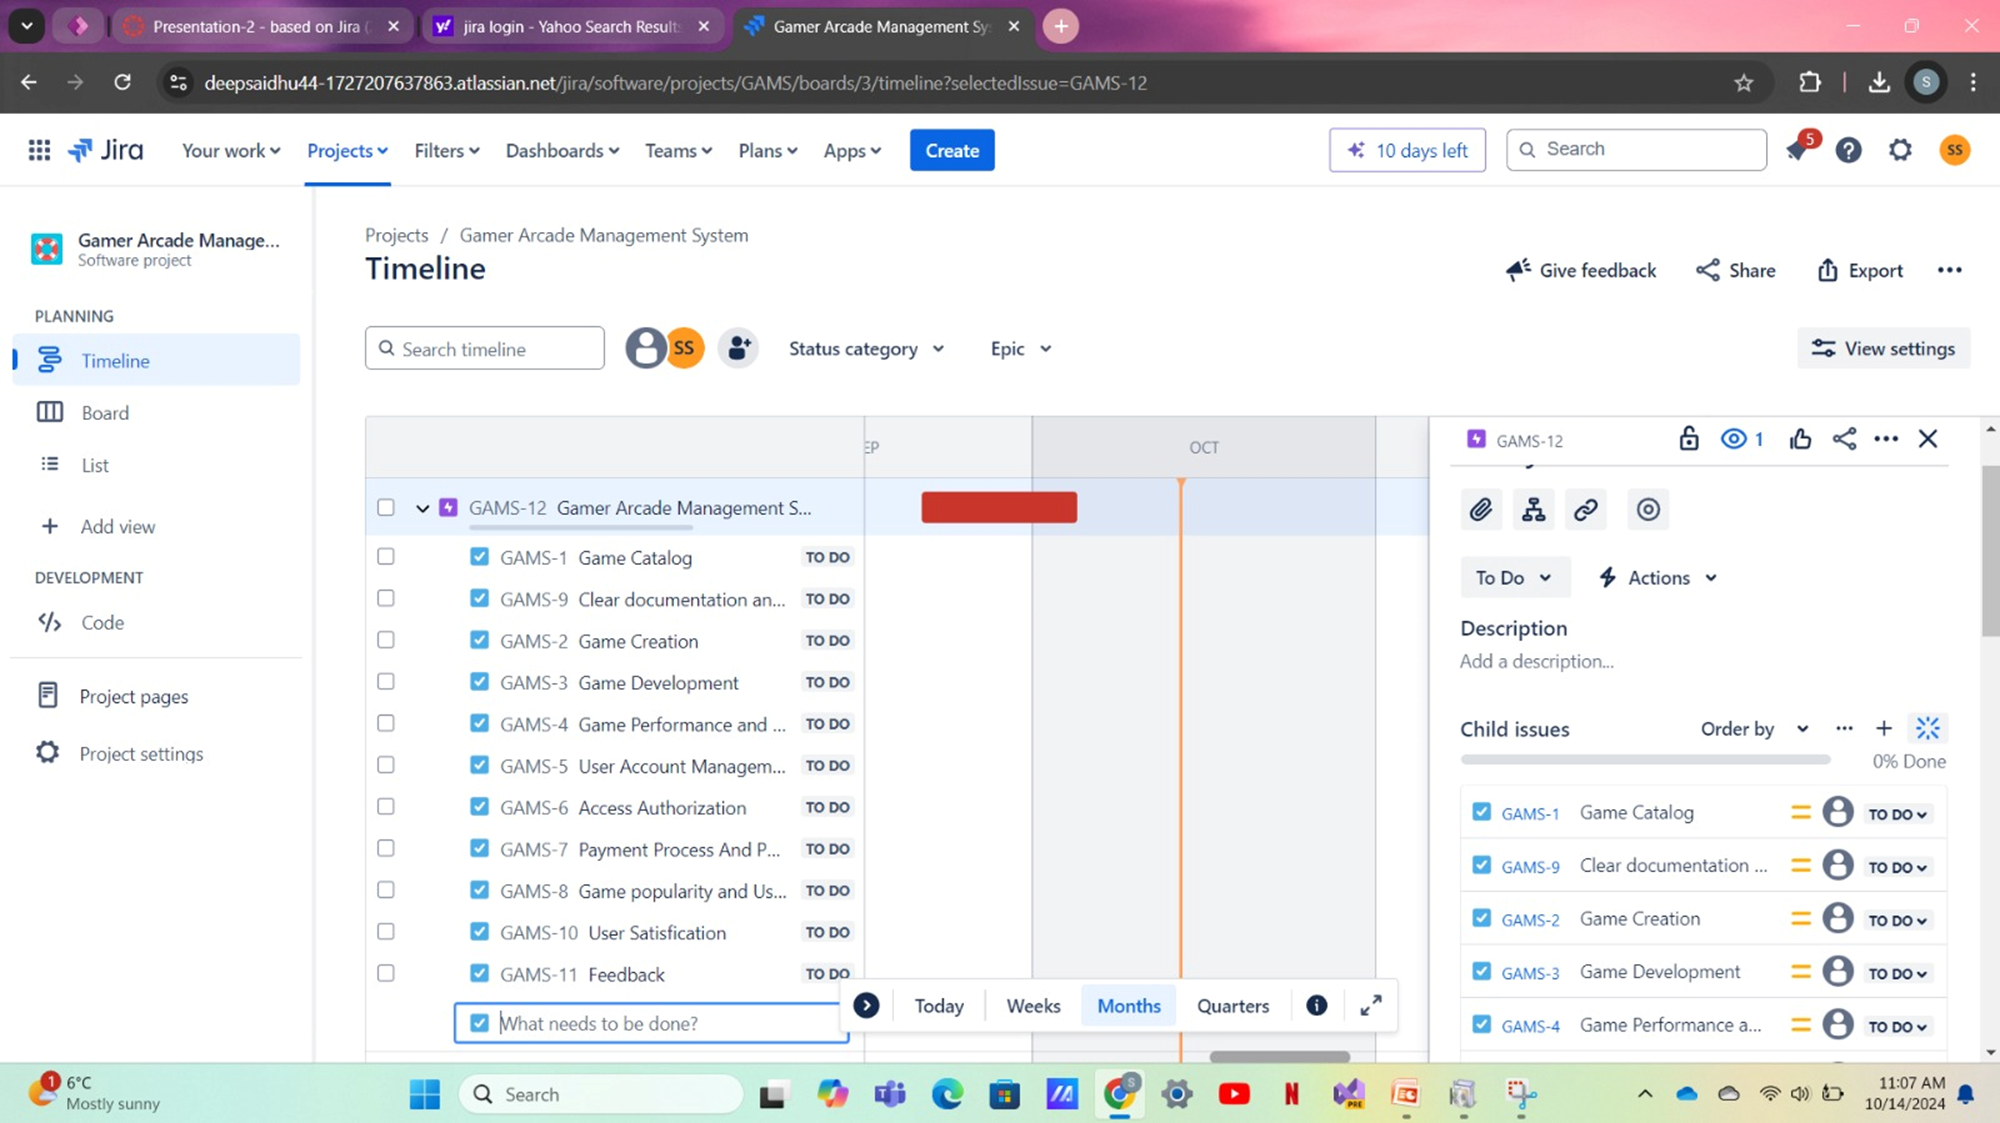 Presentation-2 - based on Jira (
jira login - Yahoo Search Results
Gamer Arcade Management Sy
deepsaidhu44-1727207637863.atlassian.net/jira/software/projects/GAMS/boards/3/timeline?selectedIssue=GAMS-12
S
Jira
Your work
Projects
Filters
Dashboards
Teams
Plans
Apps
Create
10 days left
Search
5
SS
Gamer Arcade Manage...
Software project
PLANNING
Timeline
Board
List
Add view
DEVELOPMENT
Code
Project pages
Project settings
Projects / Gamer Arcade Management System
Timeline
Give feedback
Share
Export
Search timeline
SS
Status category
Epic
View settings
EP
OCT
GAMS-12 Gamer Arcade Management S...
GAMS-1 Game Catalog TO DO
GAMS-9 Clear documentation an... TO DO
GAMS-2 Game Creation TO DO
GAMS-3 Game Development TO DO
GAMS-4 Game Performance and ... TO DO
GAMS-5 User Account Managem... TO DO
GAMS-6 Access Authorization TO DO
GAMS-7 Payment Process And P... TO DO
GAMS-8 Game popularity and Us... TO DO
GAMS-10 User Satisfication TO DO
GAMS-11 Feedback TO DO
What needs to be done?
Today
Weeks
Months
Quarters
GAMS-12
1
To Do
Actions
Description
Add a description...
Child issues
Order by
0% Done
GAMS-1 Game Catalog TO DO
GAMS-9 Clear documentation ... TO DO
GAMS-2 Game Creation TO DO
GAMS-3 Game Development TO DO
GAMS-4 Game Performance a... TO DO
1
6°C
Mostly sunny
Search
S
N
PRE
11:07 AM
10/14/2024